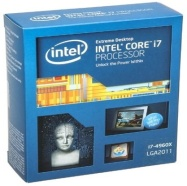 intel
Extreme Desktop
INTEL® CORE™ i7
PROCESSOR
Unlock the Power Within
i7-4960X
LGA2011